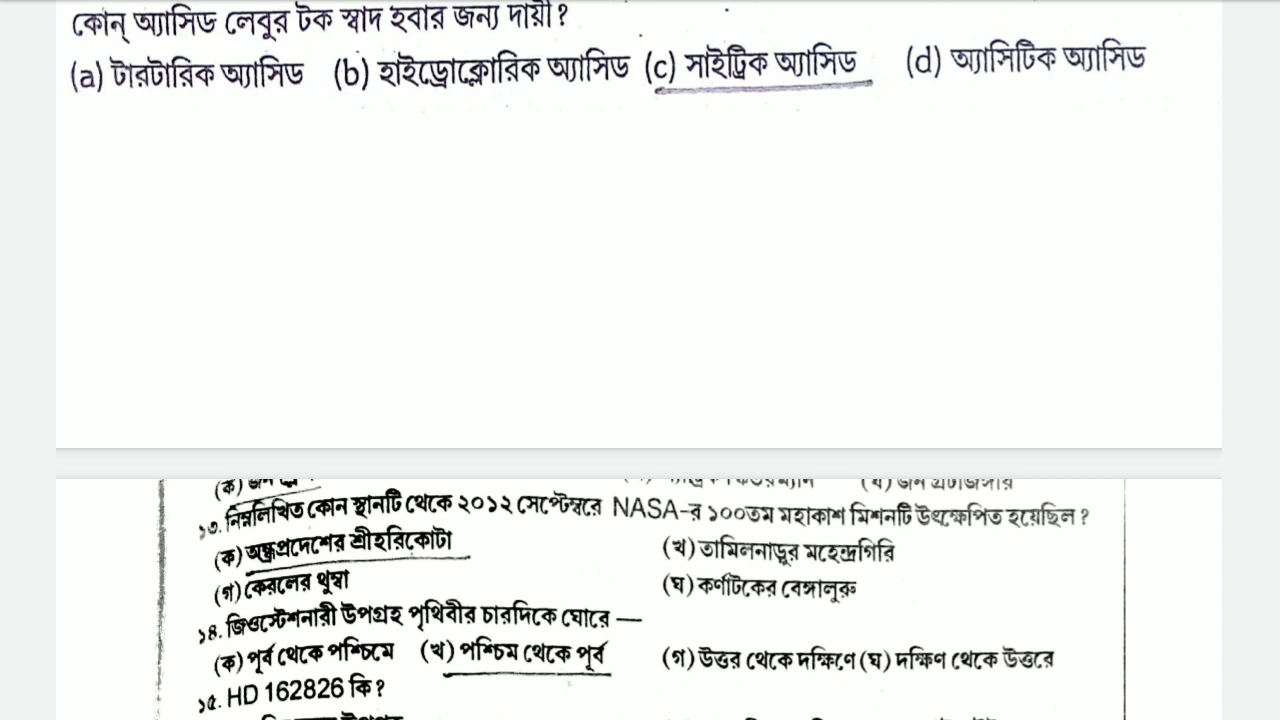 কোন্ অ্যাসিড লেবুর টক স্বাদ হবার জন্য দায়ী?
(a) টারটারিক অ্যাসিড (b) হাইড্রোক্লোরিক অ্যাসিড (c) সাইট্রিক অ্যাসিড (d) অ্যাসিটিক অ্যাসিড
১৩. নিম্নলিখিত কোন স্থানটি থেকে ২০১২ সেপ্টেম্বরে NASA-র ১০০তম মহাকাশ মিশনটি উৎক্ষেপিত হয়েছিল?
(ক) অন্ধ্রপ্রদেশের শ্রীহরিকোটা (খ) তামিলনাড়ুর মহেন্দ্রগিরি
(গ) কেরলের থুম্বা (ঘ) কর্ণাটকের বেঙ্গালুরু
১৪. জিওস্টেশনারী উপগ্রহ পৃথিবীর চারদিকে ঘোরে —
(ক) পূর্ব থেকে পশ্চিমে (খ) পশ্চিম থেকে পূর্ব (গ) উত্তর থেকে দক্ষিণে (ঘ) দক্ষিণ থেকে উত্তরে
১৫. HD 162826 কি?